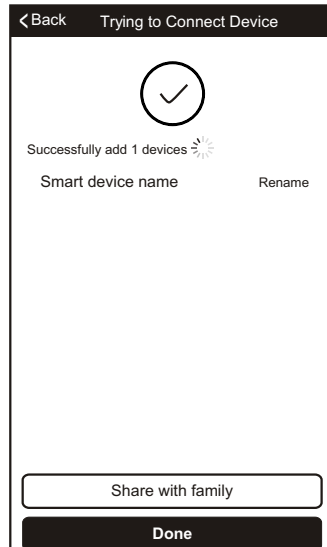 Back Trying to Connect Device
Successfully add 1 devices
Smart device name Rename
Share with family
Done